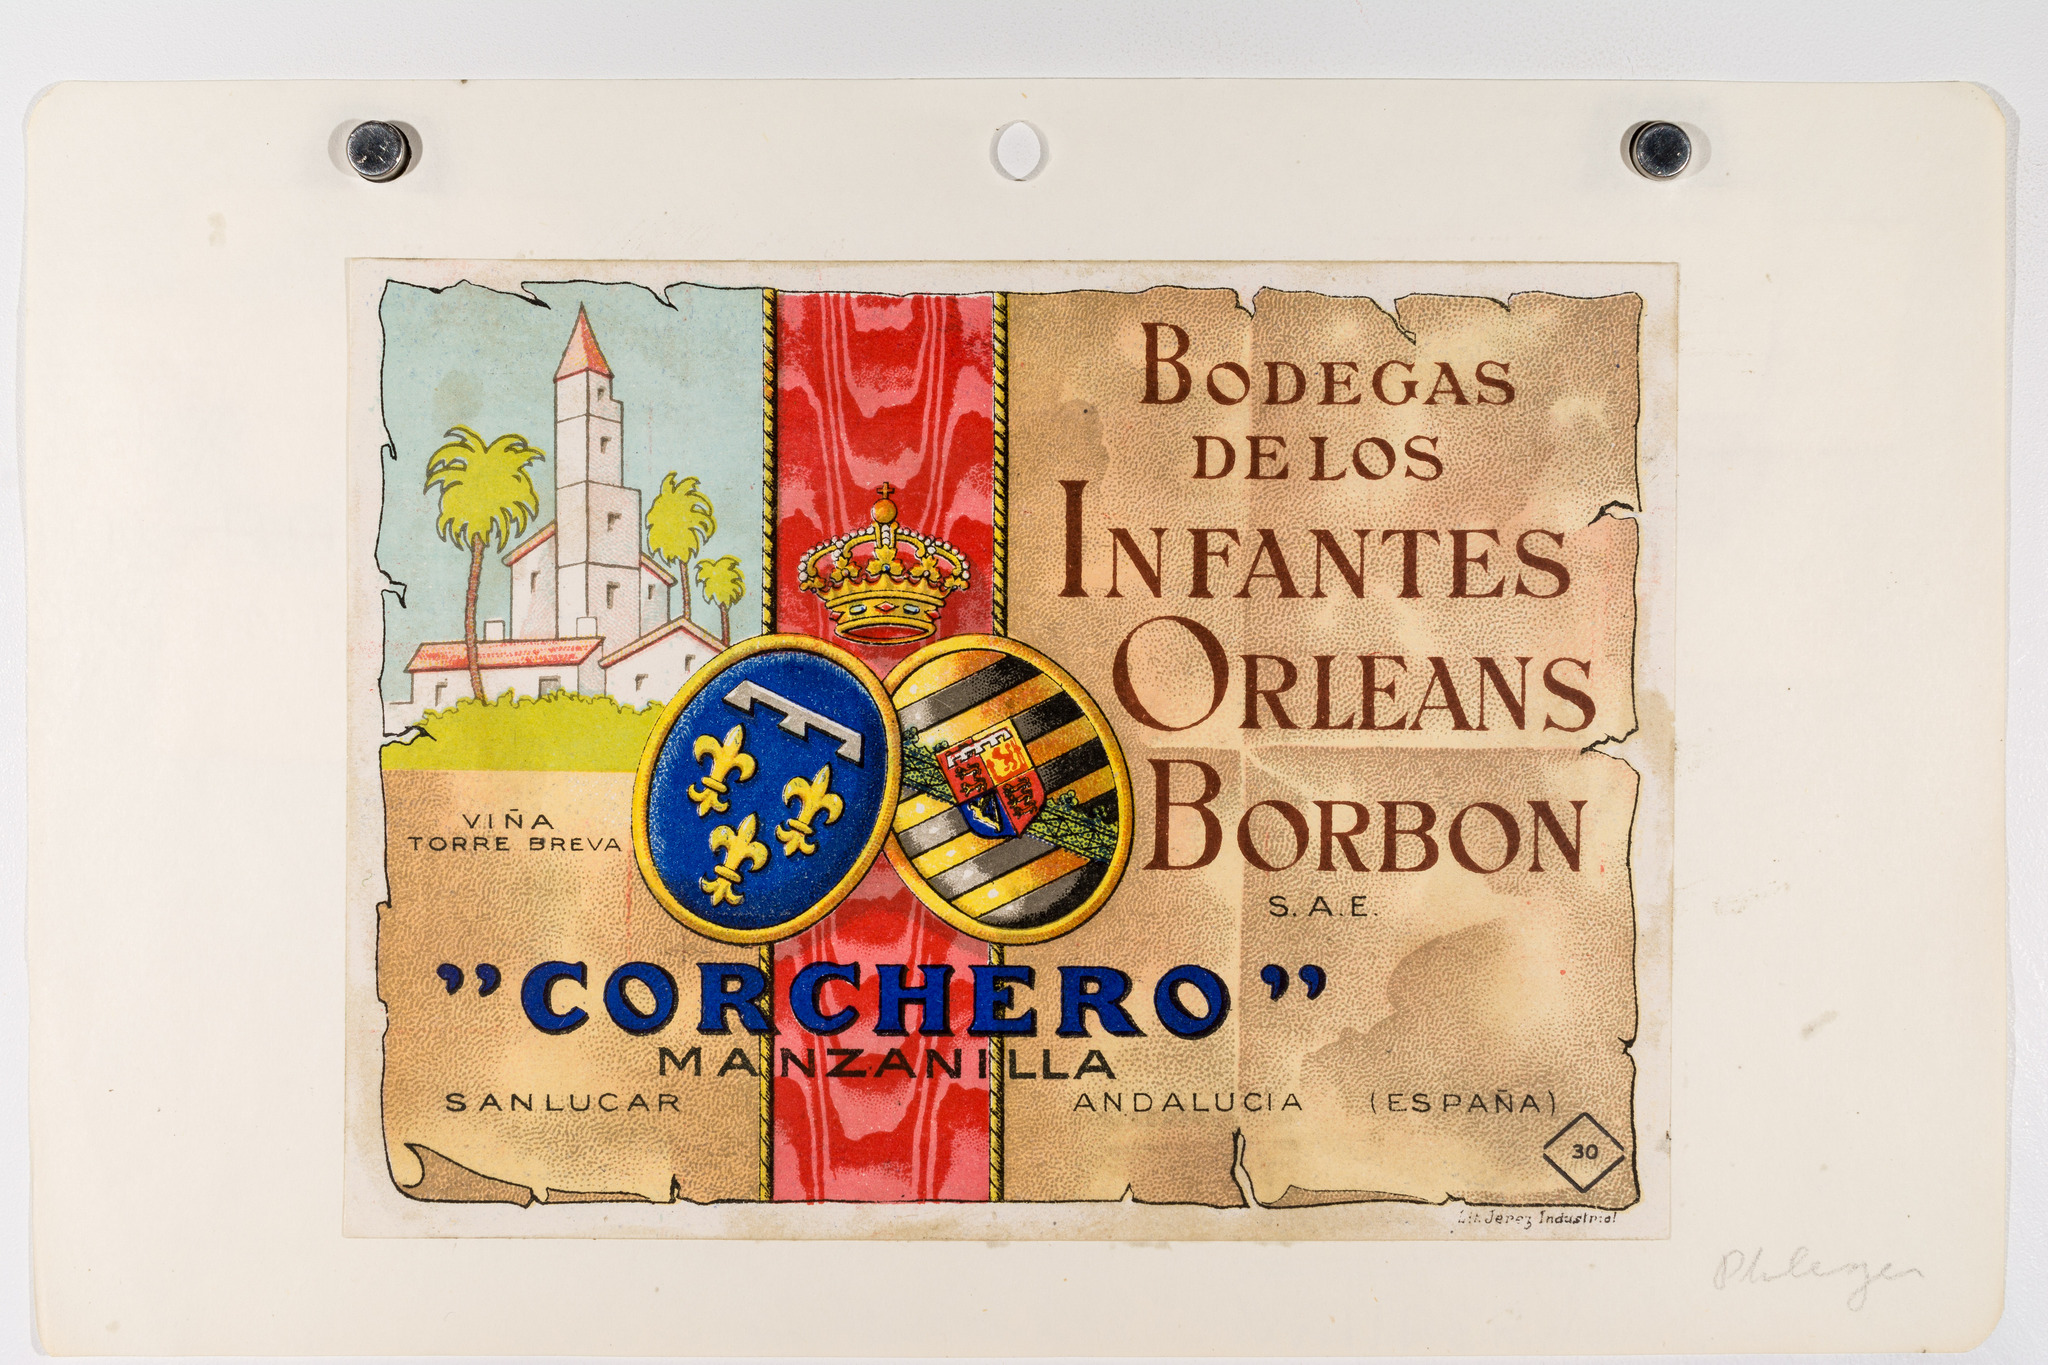 BODEGAS
DE LOS
INFANTES
ORLEANS
BORBON
S. A. E.
VIÑA
TORRE BREVA
"CORCHERO"
MANZANILLA
SANLUCAR ANDALUCIA (ESPAÑA)
30
Lit. Jerez Industrial